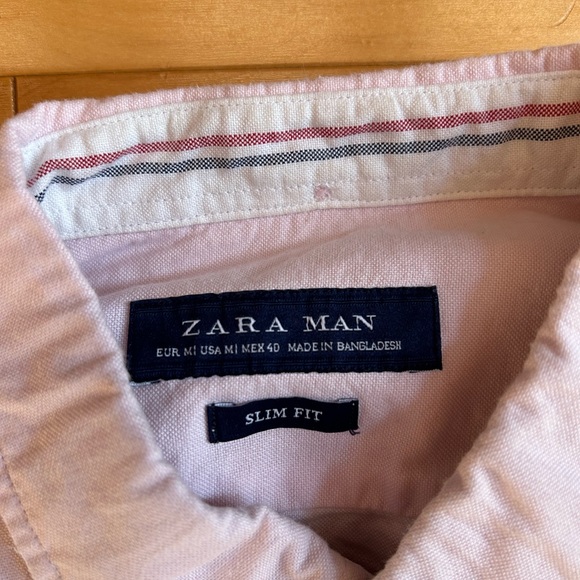 ZARA MAN
EUR M| USA M| MEX 40 MADE IN BANGLADESH
SLIM FIT